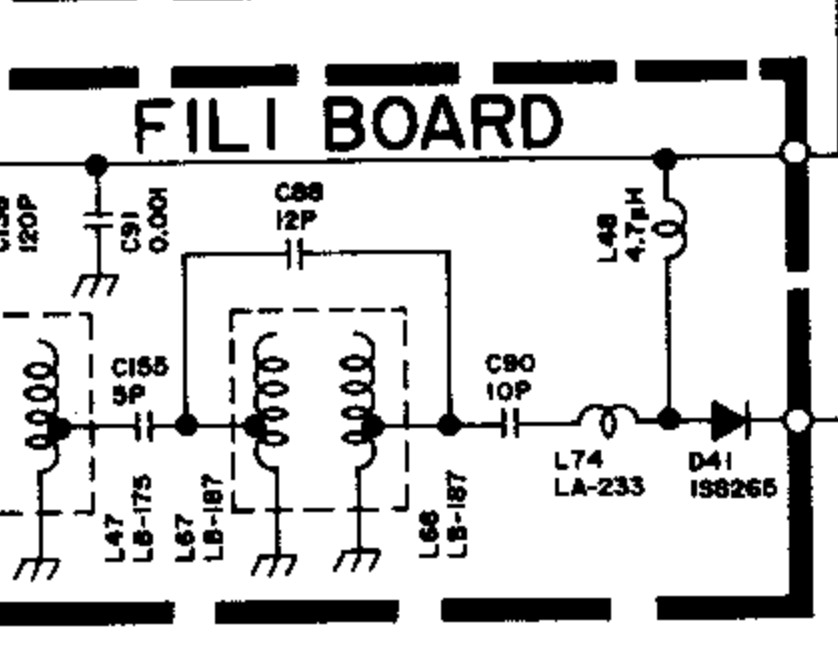 FILI BOARD
120P
C91
0.001
C88
12P
L48
4.7µH
C155
5P
C90
10P
L47
LB-175
L67
LB-187
L68
LB-187
L74
LA-233
D41
1SS265